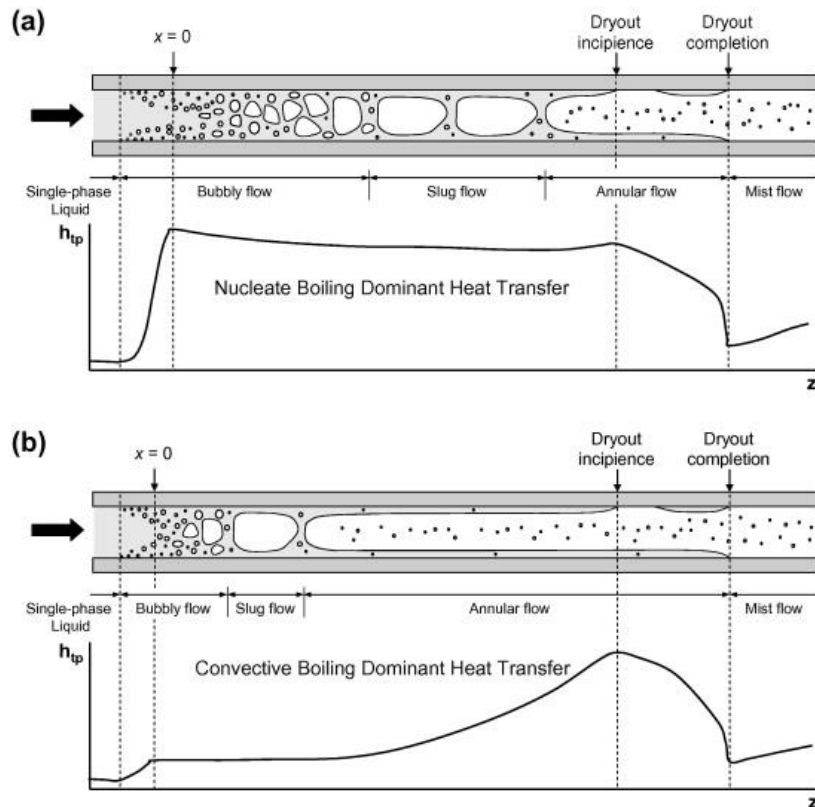 (a)
x = 0
Dryout
incipience
Dryout
completion
Single-phase
Liquid
Bubbly flow
Slug flow
Annular flow
Mist flow
htp
Nucleate Boiling Dominant Heat Transfer
z
(b)
x = 0
Dryout
incipience
Dryout
completion
Single-phase
Liquid
Bubbly flow
Slug flow
Annular flow
Mist flow
htp
Convective Boiling Dominant Heat Transfer
z